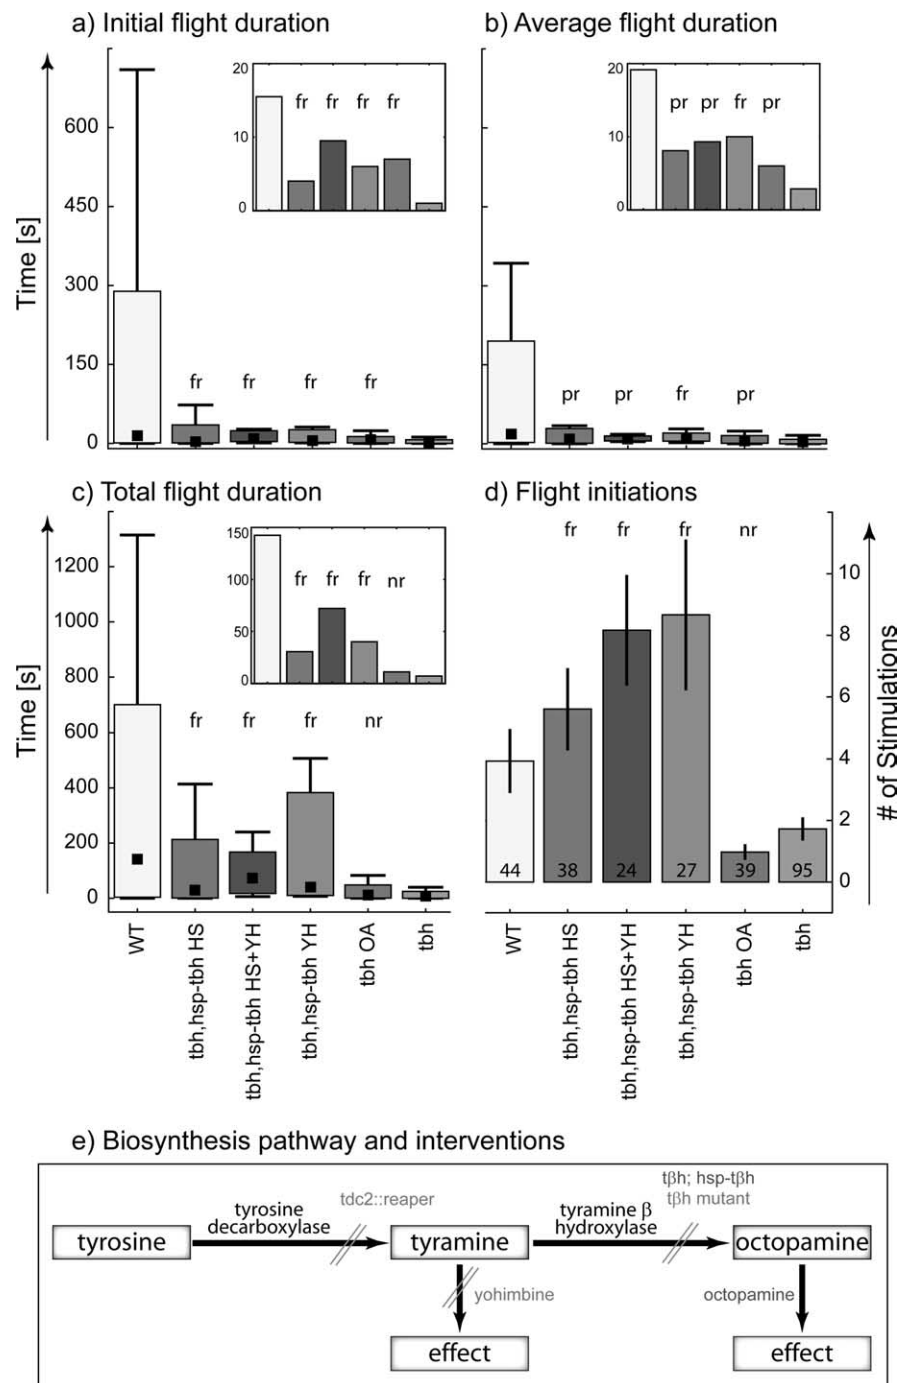 a) Initial flight duration
b) Average flight duration
Time [s]
600
450
300
150
0
20
10
0
fr fr fr fr
fr fr fr fr
20
10
0
pr pr fr pr
pr pr fr pr
c) Total flight duration
d) Flight initiations
Time [s]
1200
1000
800
600
400
200
0
150
100
50
0
fr fr fr nr
fr fr fr nr
fr fr fr nr
44 38 24 27 39 95
10
8
6
4
2
0
# of Stimulations
WT
tbh,hsp-tbh HS
tbh,hsp-tbh HS+YH
tbh,hsp-tbh YH
tbh OA
tbh
WT
tbh,hsp-tbh HS
tbh,hsp-tbh HS+YH
tbh,hsp-tbh YH
tbh OA
tbh
e) Biosynthesis pathway and interventions
tyrosine
tyrosine
decarboxylase
tdc2::reaper
tyramine
tyramine β
hydroxylase
tβh; hsp-tβh
tβh mutant
octopamine
yohimbine
octopamine
effect
effect